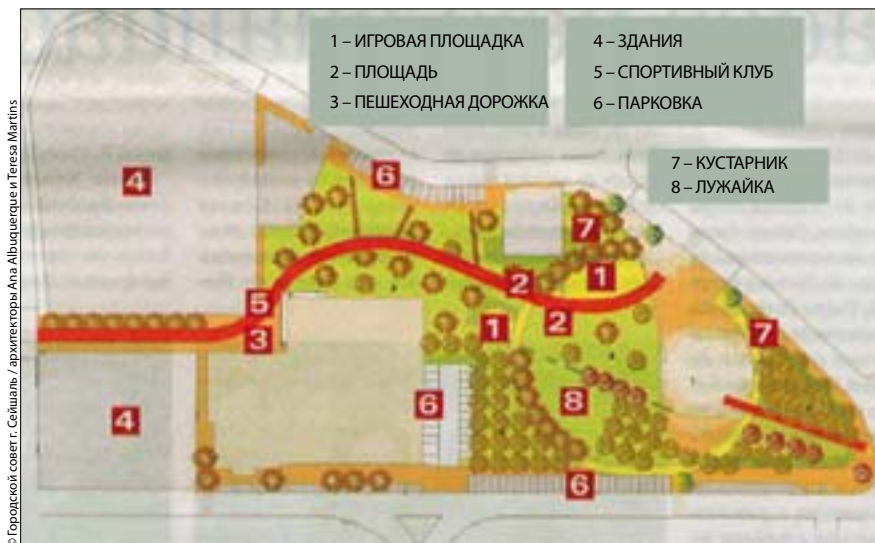 1 – ИГРОВАЯ ПЛОЩАДКА
2 – ПЛОЩАДЬ
3 – ПЕШЕХОДНАЯ ДОРОЖКА
4 – ЗДАНИЯ
5 – СПОРТИВНЫЙ КЛУБ
6 – ПАРКОВКА
7 – КУСТАРНИК
8 – ЛУЖАЙКА
4
6
7
1
2
5
2
3
1
7
6
8
4
6
© Городской совет г. Сейшаль / архитекторы Ana Albuquerque и Teresa Martins